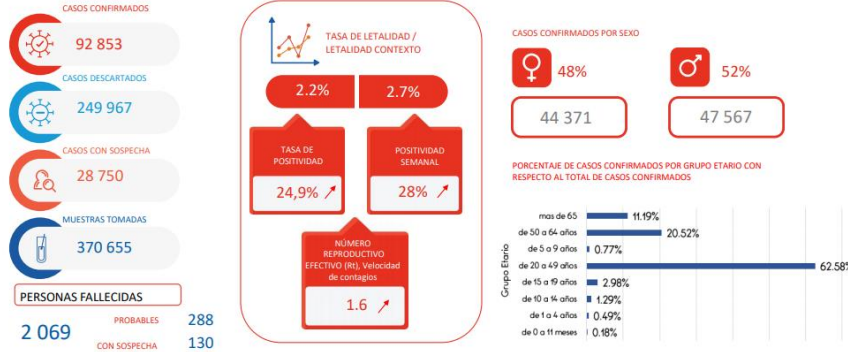 CASOS CONFIRMADOS
92 853
CASOS DESCARTADOS
249 967
CASOS CON SOSPECHA
28 750
MUESTRAS TOMADAS
370 655
PERSONAS FALLECIDAS
2 069
PROBABLES 288
CON SOSPECHA 130
TASA DE LETALIDAD /
LETALIDAD CONTEXTO
2.2% 2.7%
TASA DE
POSITIVIDAD
24,9%
POSITIVIDAD
SEMANAL
28%
NÚMERO
REPRODUCTIVO
EFECTIVO (Rt), Velocidad
de contagios
1.6
CASOS CONFIRMADOS POR SEXO
48% 52%
44 371 47 567
PORCENTAJE DE CASOS CONFIRMADOS POR GRUPO ETARIO CON
RESPECTO AL TOTAL DE CASOS CONFIRMADOS
Grupo Etario
mas de 65 11.19%
de 50 a 64 años 20.52%
de 5 a 9 años 0.77%
de 20 a 49 años 62.58%
de 15 a 19 años 2.98%
de 10 a 14 años 1.29%
de 1 a 4 años 0.49%
de 0 a 11 meses 0.18%